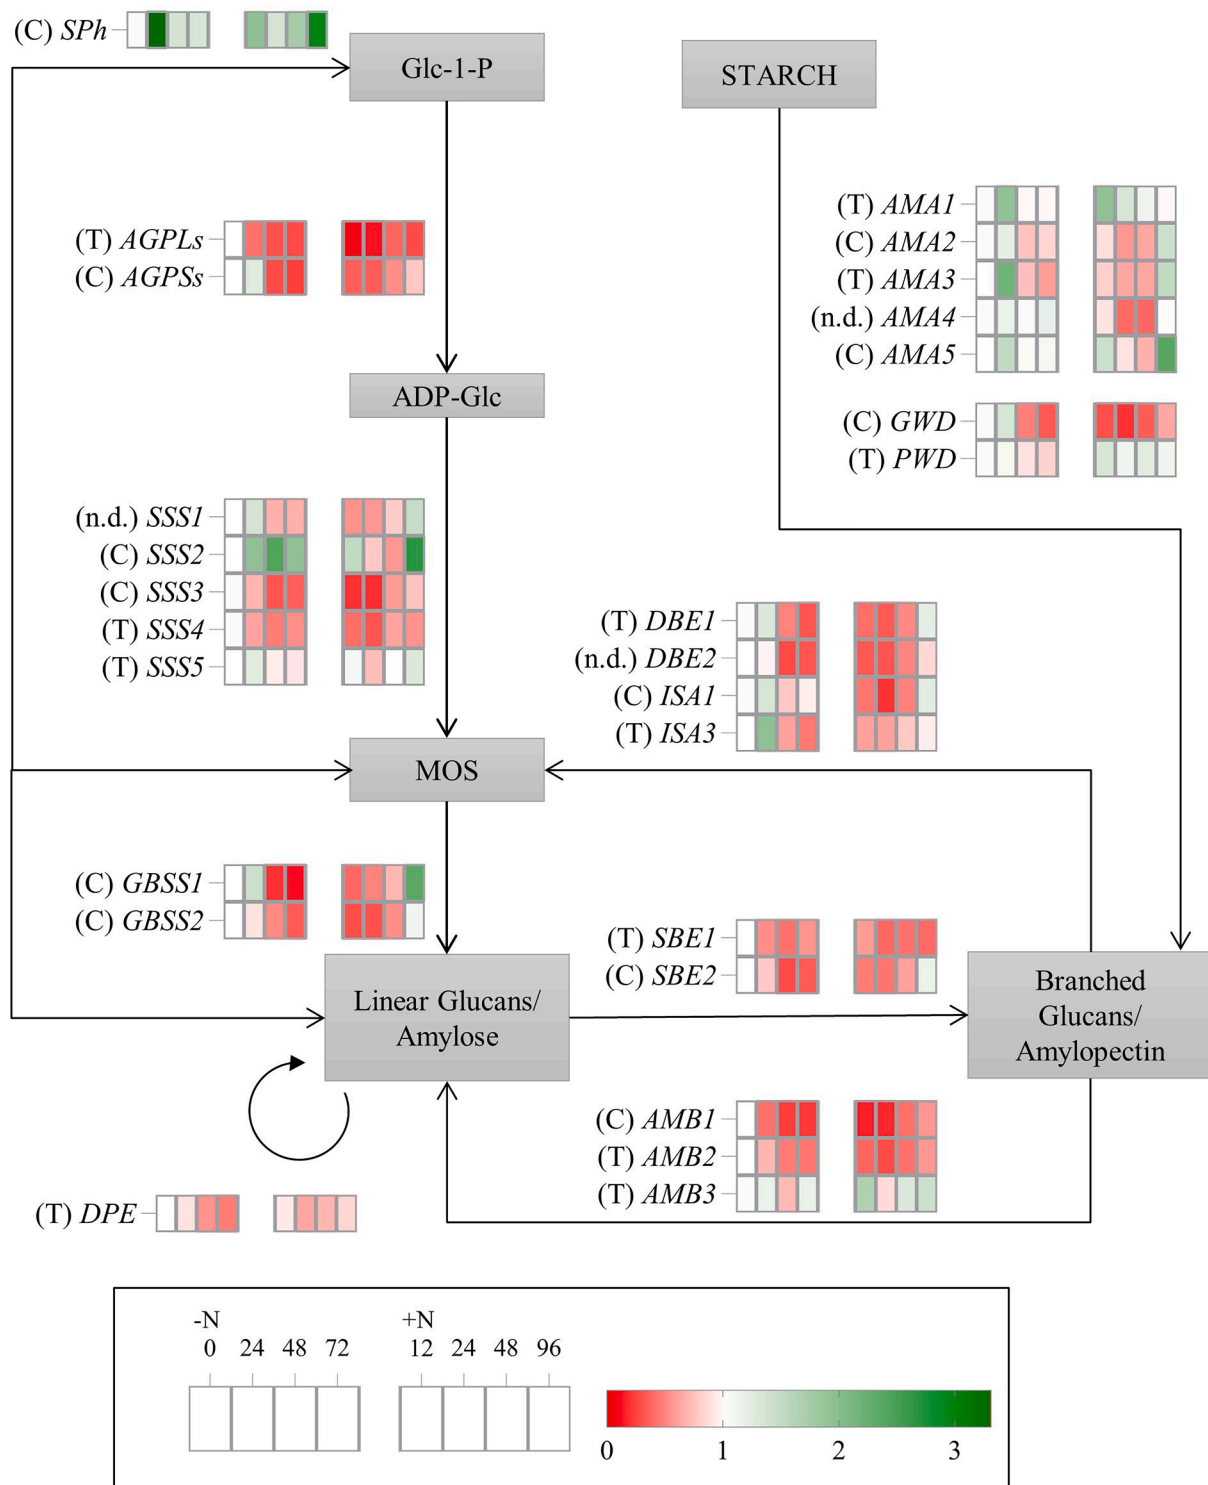 (C) SPh
Glc-1-P
STARCH
(T) AGPLs
(C) AGPSs
(T) AMA1
(C) AMA2
(T) AMA3
(n.d.) AMA4
(C) AMA5
(C) GWD
(T) PWD
ADP-Glc
(n.d.) SSS1
(C) SSS2
(C) SSS3
(T) SSS4
(T) SSS5
(T) DBE1
(n.d.) DBE2
(C) ISA1
(T) ISA3
MOS
(C) GBSS1
(C) GBSS2
(T) SBE1
(C) SBE2
Linear Glucans/
Amylose
Branched
Glucans/
Amylopectin
(C) AMB1
(T) AMB2
(T) AMB3
(T) DPE
-N +N
0 24 48 72 12 24 48 96
0 1 2 3